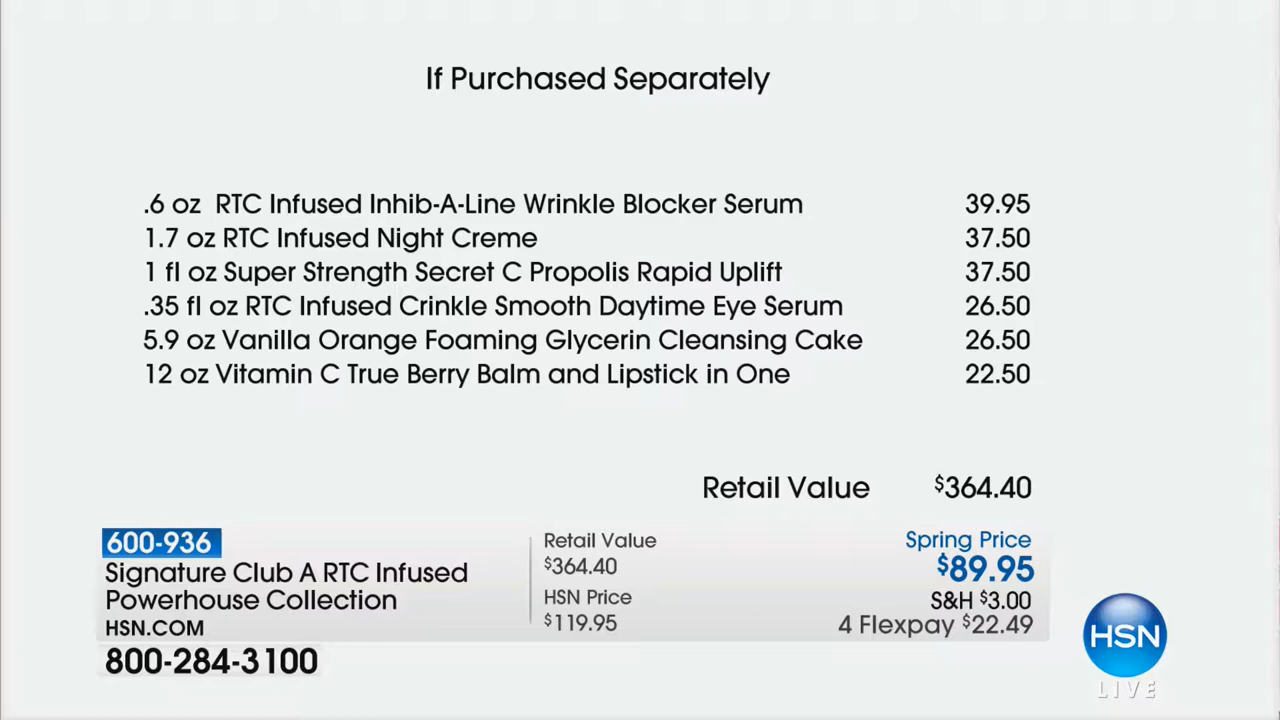 If Purchased Separately
.6 oz RTC Infused Inhib-A-Line Wrinkle Blocker Serum 39.95
1.7 oz RTC Infused Night Creme 37.50
1 fl oz Super Strength Secret C Propolis Rapid Uplift 37.50
.35 fl oz RTC Infused Crinkle Smooth Daytime Eye Serum 26.50
5.9 oz Vanilla Orange Foaming Glycerin Cleansing Cake 26.50
12 oz Vitamin C True Berry Balm and Lipstick in One 22.50
Retail Value $364.40
600-936
Signature Club A RTC Infused
Powerhouse Collection
HSN.COM
800-284-3100
Retail Value
$364.40
HSN Price
$119.95
Spring Price
$89.95
S&H $3.00
4 Flexpay $22.49
HSN
LIVE